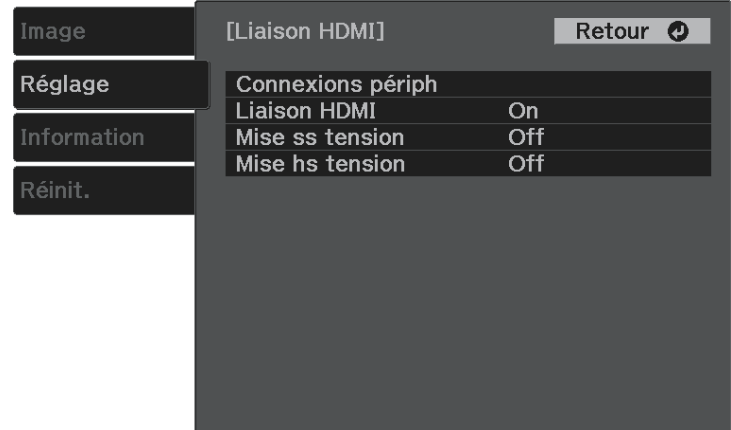 Image
Réglage
Information
Réinit.
[Liaison HDMI]
Retour
Connexions périph
Liaison HDMI On
Mise ss tension Off
Mise hs tension Off